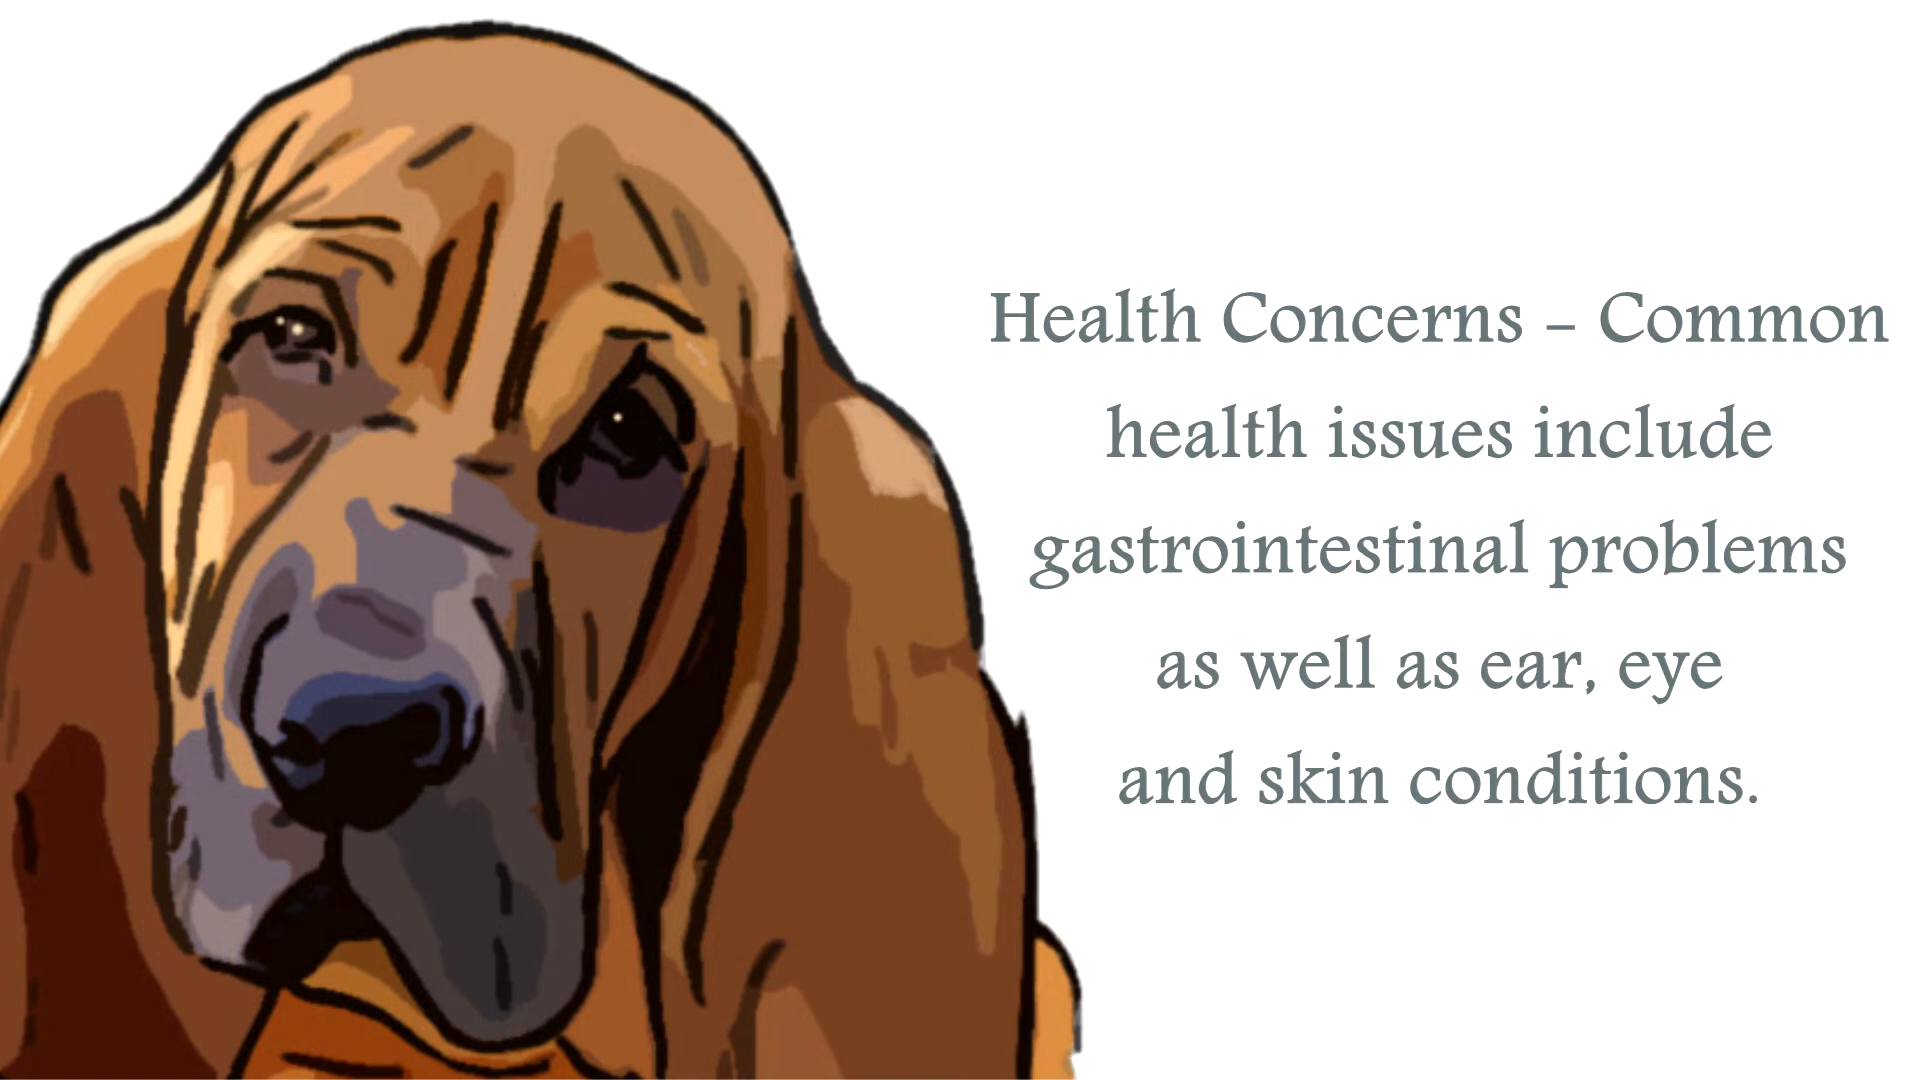 Health Concerns – Common
health issues include
gastrointestinal problems
as well as ear, eye
and skin conditions.